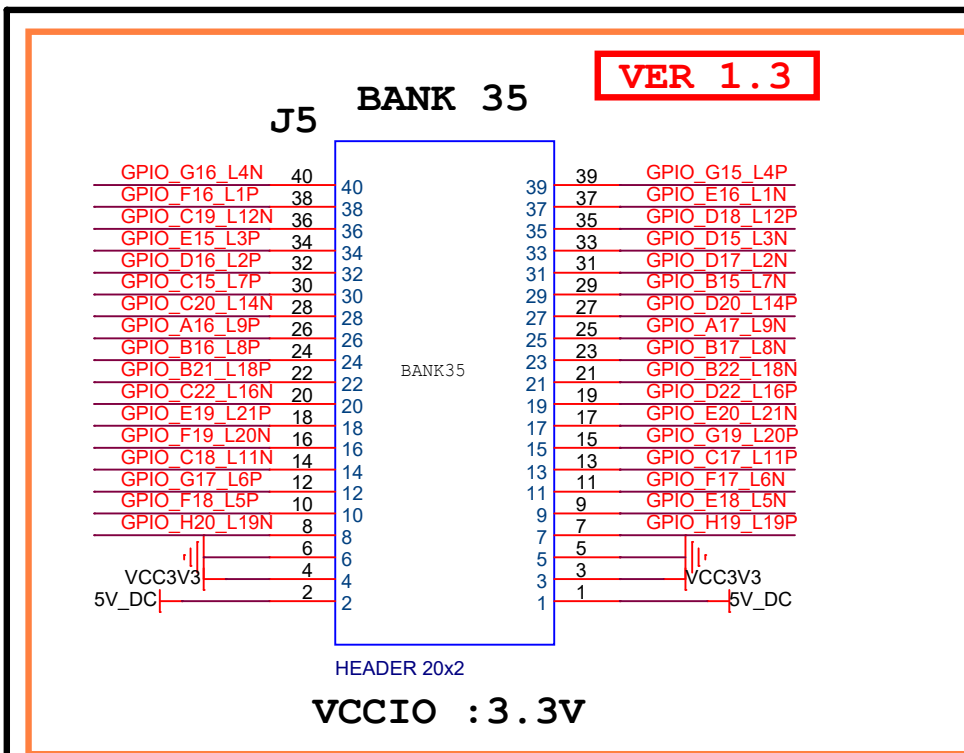 VER 1.3
BANK 35
J5
GPIO_G16_L4N 40 40 39 39 GPIO_G15_L4P
GPIO_F16_L1P 38 38 37 37 GPIO_E16_L1N
GPIO_C19_L12N 36 36 35 35 GPIO_D18_L12P
GPIO_E15_L3P 34 34 33 33 GPIO_D15_L3N
GPIO_D16_L2P 32 32 31 31 GPIO_D17_L2N
GPIO_C15_L7P 30 30 29 29 GPIO_B15_L7N
GPIO_C20_L14N 28 28 27 27 GPIO_D20_L14P
GPIO_A16_L9P 26 26 25 25 GPIO_A17_L9N
GPIO_B16_L8P 24 24 BANK35 23 23 GPIO_B17_L8N
GPIO_B21_L18P 22 22 21 21 GPIO_B22_L18N
GPIO_C22_L16N 20 20 19 19 GPIO_D22_L16P
GPIO_E19_L21P 18 18 17 17 GPIO_E20_L21N
GPIO_F19_L20N 16 16 15 15 GPIO_G19_L20P
GPIO_C18_L11N 14 14 13 13 GPIO_C17_L11P
GPIO_G17_L6P 12 12 11 11 GPIO_F17_L6N
GPIO_F18_L5P 10 10 9 9 GPIO_E18_L5N
GPIO_H20_L19N 8 8 7 7 GPIO_H19_L19P
6 6 5 5
VCC3V3 4 4 3 3 VCC3V3
5V_DC 2 2 1 1 5V_DC
HEADER 20x2
VCCIO :3.3V